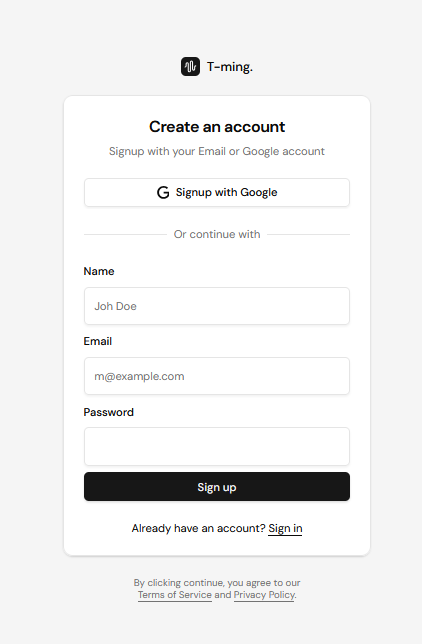 T-ming.
Create an account
Signup with your Email or Google account
Signup with Google
Or continue with
Name
Joh Doe
Email
m@example.com
Password
Sign up
Already have an account? Sign in
By clicking continue, you agree to our
Terms of Service and Privacy Policy.